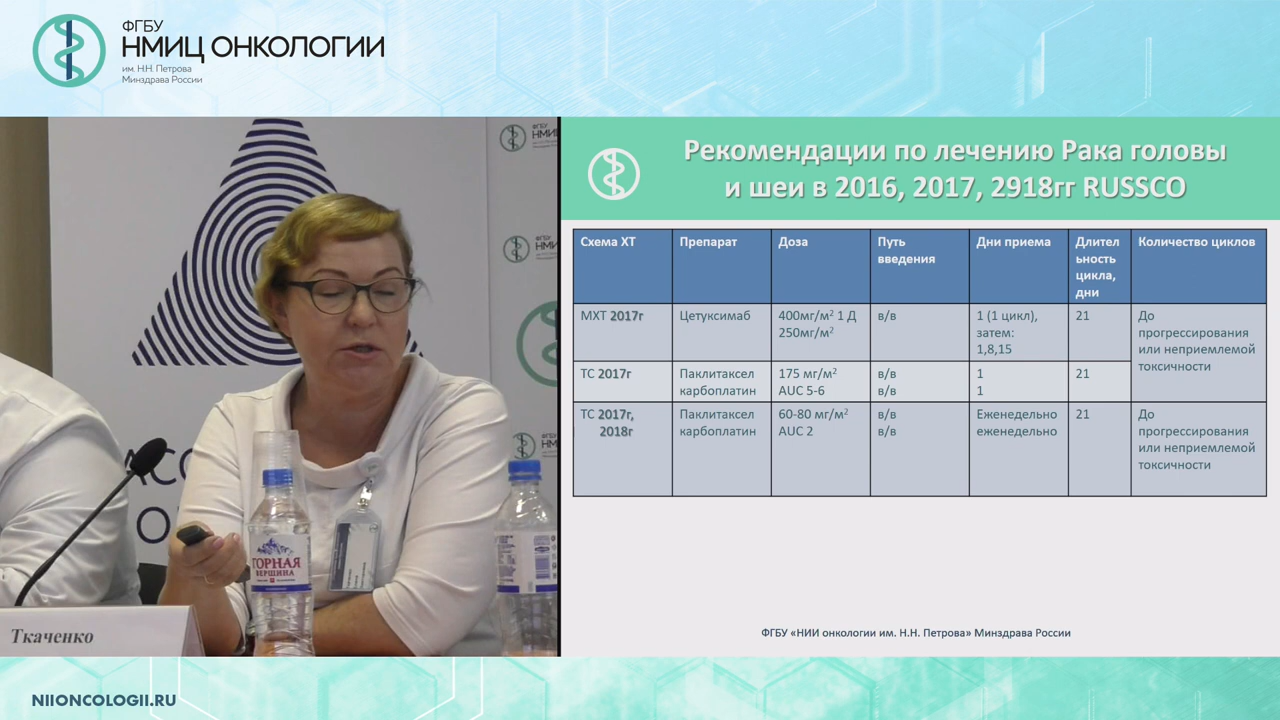 ФГБУ
НМИЦ ОНКОЛОГИИ
им. Н.Н. Петрова
Минздрава России
НМИ
АСС
О
ГОРНАЯ
ВЕРШИНА
Ткаченко
Рекомендации по лечению Рака головы
и шеи в 2016, 2017, 2918гг RUSSCO
Схема ХТ Препарат Доза Путь введения Дни приема Длител ьность цикла, дни Количество циклов
МХТ 2017г Цетуксимаб 400мг/м² 1 Д 250мг/м² в/в 1 (1 цикл), затем: 1,8,15 21 До прогрессирования или неприемлемой токсичности
ТС 2017г Паклитаксел карбоплатин 175 мг/м² AUC 5-6 в/в в/в 1 1 21
ТС 2017г, 2018г Паклитаксел карбоплатин 60-80 мг/м² AUC 2 в/в в/в Еженедельно еженедельно 21 До прогрессирования или неприемлемой токсичности
ФГБУ «НИИ онкологии им. Н.Н. Петрова» Минздрава России
NIIONCOLOGII.RU